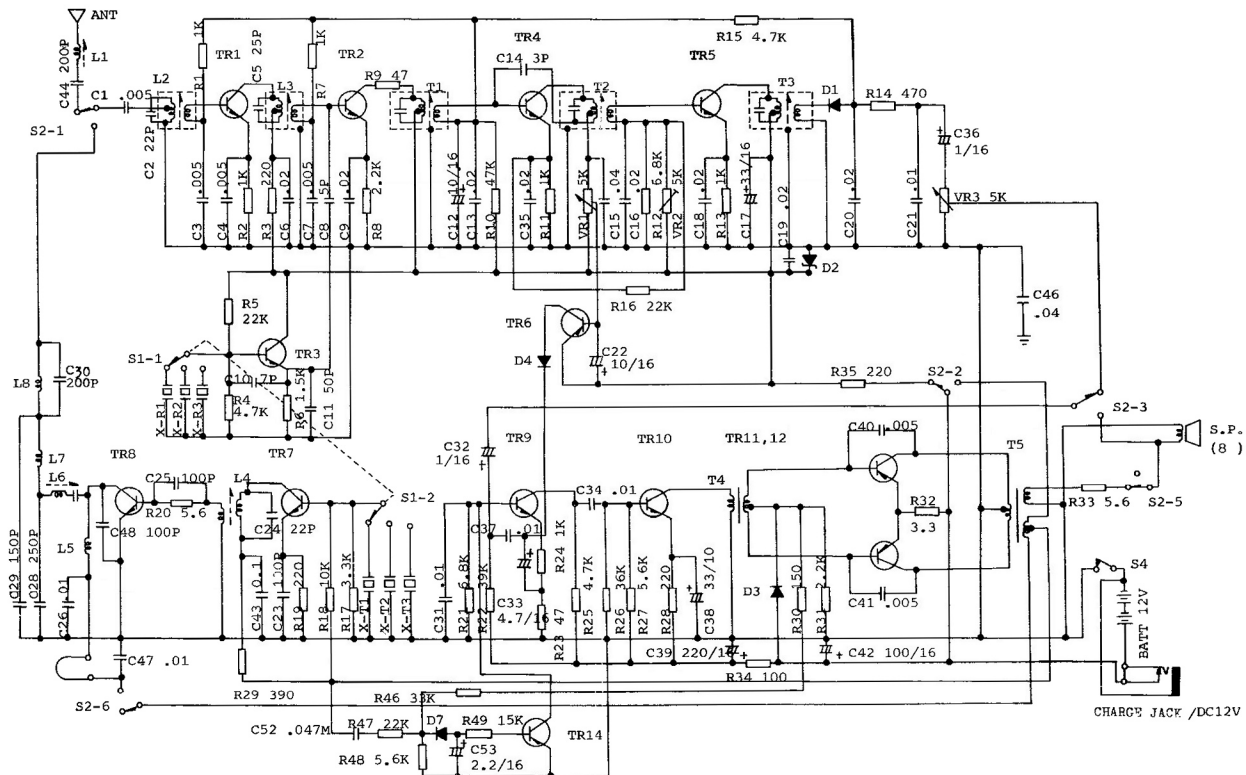 ANT
L1
C44 200P
S2-1
C1 .005
C2 22P
L2
R1 1K
TR1
C5 25P
L3
R7 1K
TR2
R9 47
T1
C14 3P
TR4
T2
TR5
R15 4.7K
T3
D1
R14 470
C36
1/16
VR3 5K
C3 .005
C4 .005
R2 1K
R3 220
C6 .02
C7 .005
C8 5P
C9 .02
R8 2.2K
C12 10/16
C13 .02
R10 47K
C35 .02
R11 1K
VR1 5K
C15 .04
C16 .02
R12 6.8K
VR2 5K
C18 .02
R13 1K
C17 33/16
C19 .02
C20 .02
C21 .01
D2
R16 22K
C46
.04
R5
22K
TR6
S1-1
TR3
D4
C22
10/16
C10 7P
R4
4.7K
R6 1.5K
C11 50P
X-R1
X-R2
X-R3
R35 220
S2-2
S2-3
L8
C30
200P
S.P.
(8 )
L7
L6
TR8
C25 100P
R20 5.6
L4
TR7
S1-2
C32
1/16
TR9
C34 .01
TR10
TR11,12
T4
C40 .005
T5
R32
3.3
R33 5.6
S2-5
C48 100P
C24 22P
C37 .01
R24 1K
L5
C29 150P
C28 250P
C26 .01
C43 0.1
C23 100P
R19 220
R18 10K
R17 3.3K
X-T1
X-T2
X-T3
C31 .01
R21 6.8K
R22 39K
C33
4.7/16
R23 47
R25 4.7K
R26 36K
R27 5.6K
R28 220
C38 33/10
D3
R30 150
R31 2.2K
C41 .005
S4
BATT 12V
C47 .01
C39 220/16
R34 100
C42 100/16
S2-6
R29 390
R46 33K
CHARGE JACK /DC12V
C52 .047M
R47 22K
D7
R49 15K
TR14
R48 5.6K
C53
2.2/16